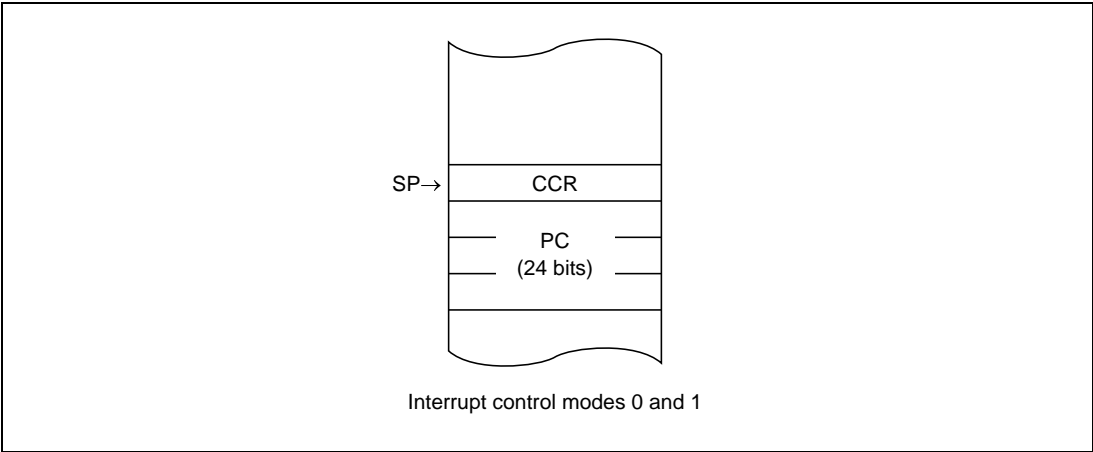 SP→ CCR
PC
(24 bits)
Interrupt control modes 0 and 1